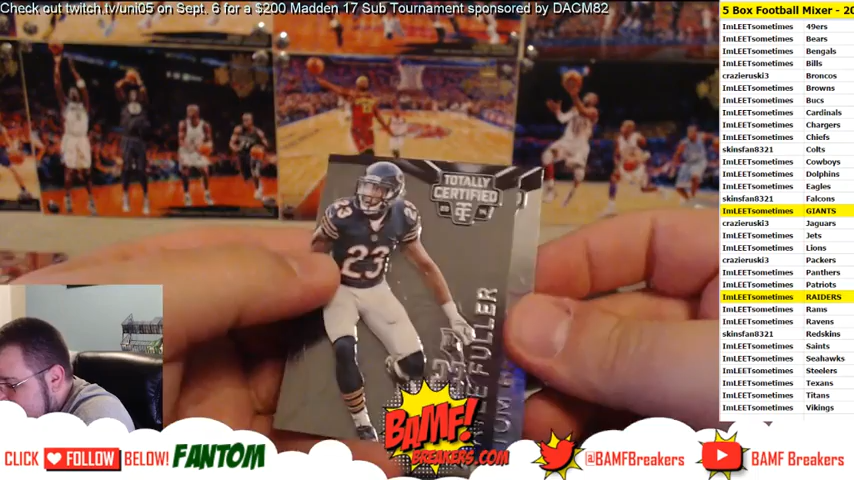 Check out twitch.tv/uni05 on Sept. 6 for a $200 Madden 17 Sub Tournament sponsored by DACM82
5 Box Football Mixer - 20
ImLEETsometimes 49ers
ImLEETsometimes Bears
ImLEETsometimes Bengals
ImLEETsometimes Bills
crazieruski3 Broncos
ImLEETsometimes Browns
ImLEETsometimes Bucs
ImLEETsometimes Cardinals
ImLEETsometimes Chargers
ImLEETsometimes Chiefs
skinsfan8321 Colts
ImLEETsometimes Cowboys
ImLEETsometimes Dolphins
ImLEETsometimes Eagles
skinsfan8321 Falcons
ImLEETsometimes GIANTS
crazieruski3 Jaguars
ImLEETsometimes Jets
ImLEETsometimes Lions
crazieruski3 Packers
ImLEETsometimes Panthers
ImLEETsometimes Patriots
ImLEETsometimes RAIDERS
ImLEETsometimes Rams
ImLEETsometimes Ravens
skinsfan8321 Redskins
ImLEETsometimes Saints
ImLEETsometimes Seahawks
ImLEETsometimes Steelers
ImLEETsometimes Texans
ImLEETsometimes Titans
ImLEETsometimes Vikings
TOTALLY
CERTIFIED
23
23
FULLER
BAMF!
BREAKERS.COM
CLICK FOLLOW BELOW! FANTOM
@BAMFBreakers
BAMF Breakers